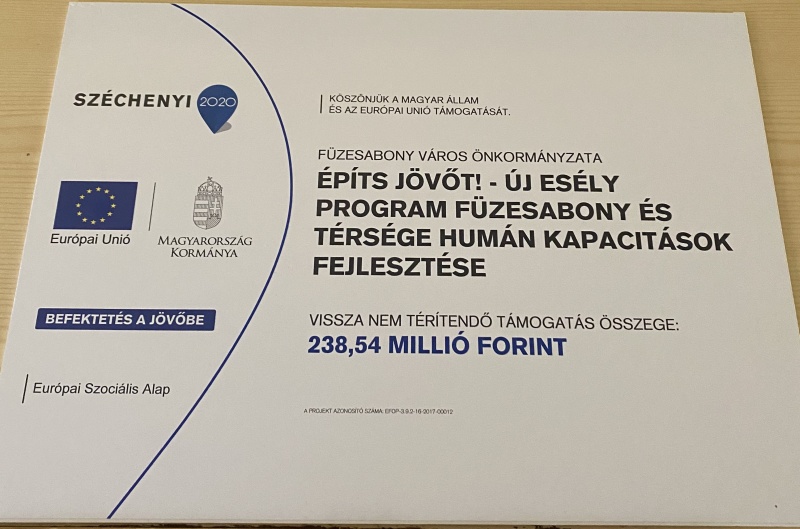 SZÉCHENYI 2020
Európai Unió
MAGYARORSZÁG
KORMÁNYA
BEFEKTETÉS A JÖVŐBE
Európai Szociális Alap
KÖSZÖNJÜK A MAGYAR ÁLLAM
ÉS AZ EURÓPAI UNIÓ TÁMOGATÁSÁT.
FÜZESABONY VÁROS ÖNKORMÁNYZATA
ÉPÍTS JÖVŐT! - ÚJ ESÉLY
PROGRAM FÜZESABONY ÉS
TÉRSÉGE HUMÁN KAPACITÁSOK
FEJLESZTÉSE
VISSZA NEM TÉRÍTENDŐ TÁMOGATÁS ÖSSZEGE:
238,54 MILLIÓ FORINT
A PROJEKT AZONOSÍTÓ SZÁMA: EFOP-3.9.2-16-2017-00012